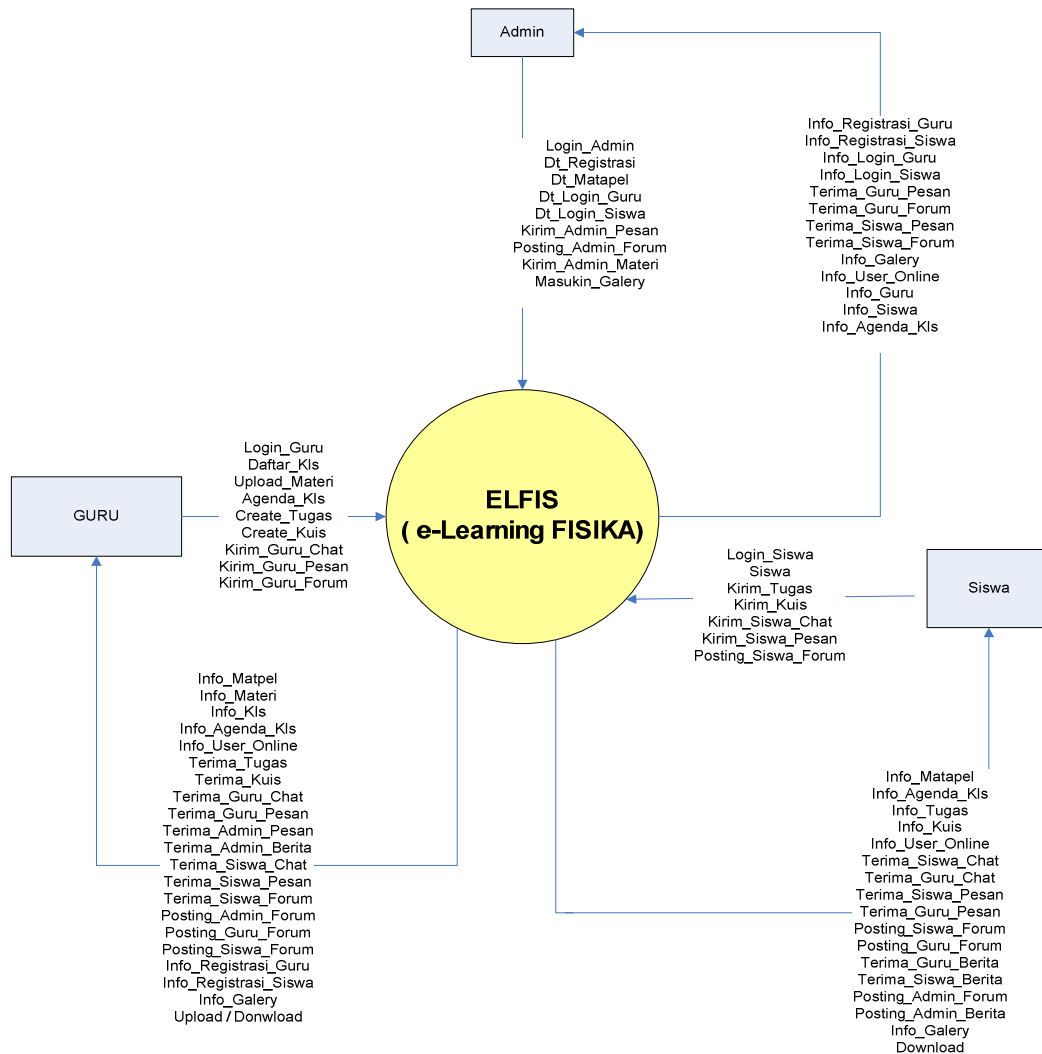 Admin
Login_Admin
Dt_Registrasi
Dt_Matapel
Dt_Login_Guru
Dt_Login_Siswa
Kirim_Admin_Pesan
Posting_Admin_Forum
Kirim_Admin_Materi
Masukin_Galery
Info_Registrasi_Guru
Info_Registrasi_Siswa
Info_Login_Guru
Info_Login_Siswa
Terima_Guru_Pesan
Terima_Guru_Forum
Terima_Siswa_Pesan
Terima_Siswa_Forum
Info_Galery
Info_User_Online
Info_Guru
Info_Siswa
Info_Agenda_Kls
GURU
Login_Guru
Daftar_Kls
Upload_Materi
Agenda_Kls
Create_Tugas
Create_Kuis
Kirim_Guru_Chat
Kirim_Guru_Pesan
Kirim_Guru_Forum
ELFIS
( e-Learning FISIKA)
Login_Siswa
Siswa
Kirim_Tugas
Kirim_Kuis
Kirim_Siswa_Chat
Kirim_Siswa_Pesan
Posting_Siswa_Forum
Siswa
Info_Matpel
Info_Materi
Info_Kls
Info_Agenda_Kls
Info_User_Online
Terima_Tugas
Terima_Kuis
Terima_Guru_Chat
Terima_Guru_Pesan
Terima_Admin_Pesan
Terima_Admin_Berita
Terima_Siswa_Chat
Terima_Siswa_Pesan
Terima_Siswa_Forum
Posting_Admin_Forum
Posting_Guru_Forum
Posting_Siswa_Forum
Info_Registrasi_Guru
Info_Registrasi_Siswa
Info_Galery
Upload / Donwload
Info_Matapel
Info_Agenda_Kls
Info_Tugas
Info_Kuis
Info_User_Online
Terima_Siswa_Chat
Terima_Guru_Chat
Terima_Siswa_Pesan
Terima_Guru_Pesan
Posting_Siswa_Forum
Posting_Guru_Forum
Terima_Guru_Berita
Terima_Siswa_Berita
Posting_Admin_Forum
Posting_Admin_Berita
Info_Galery
Download